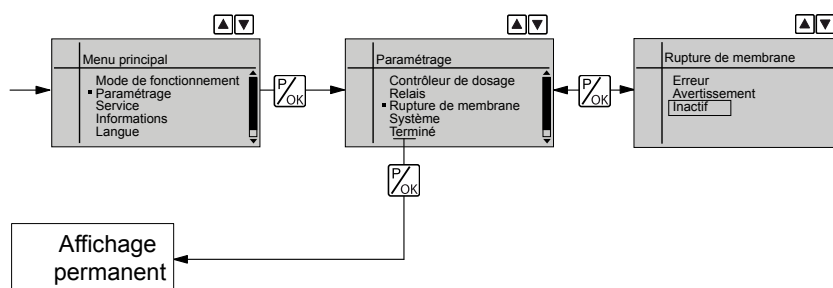 Menu principal
Mode de fonctionnement
Paramétrage
Service
Informations
Langue
P/OK
Paramétrage
Contrôleur de dosage
Relais
Rupture de membrane
Système
Terminé
P/OK
Rupture de membrane
Erreur
Avertissement
Inactif
P/OK
Affichage
permanent